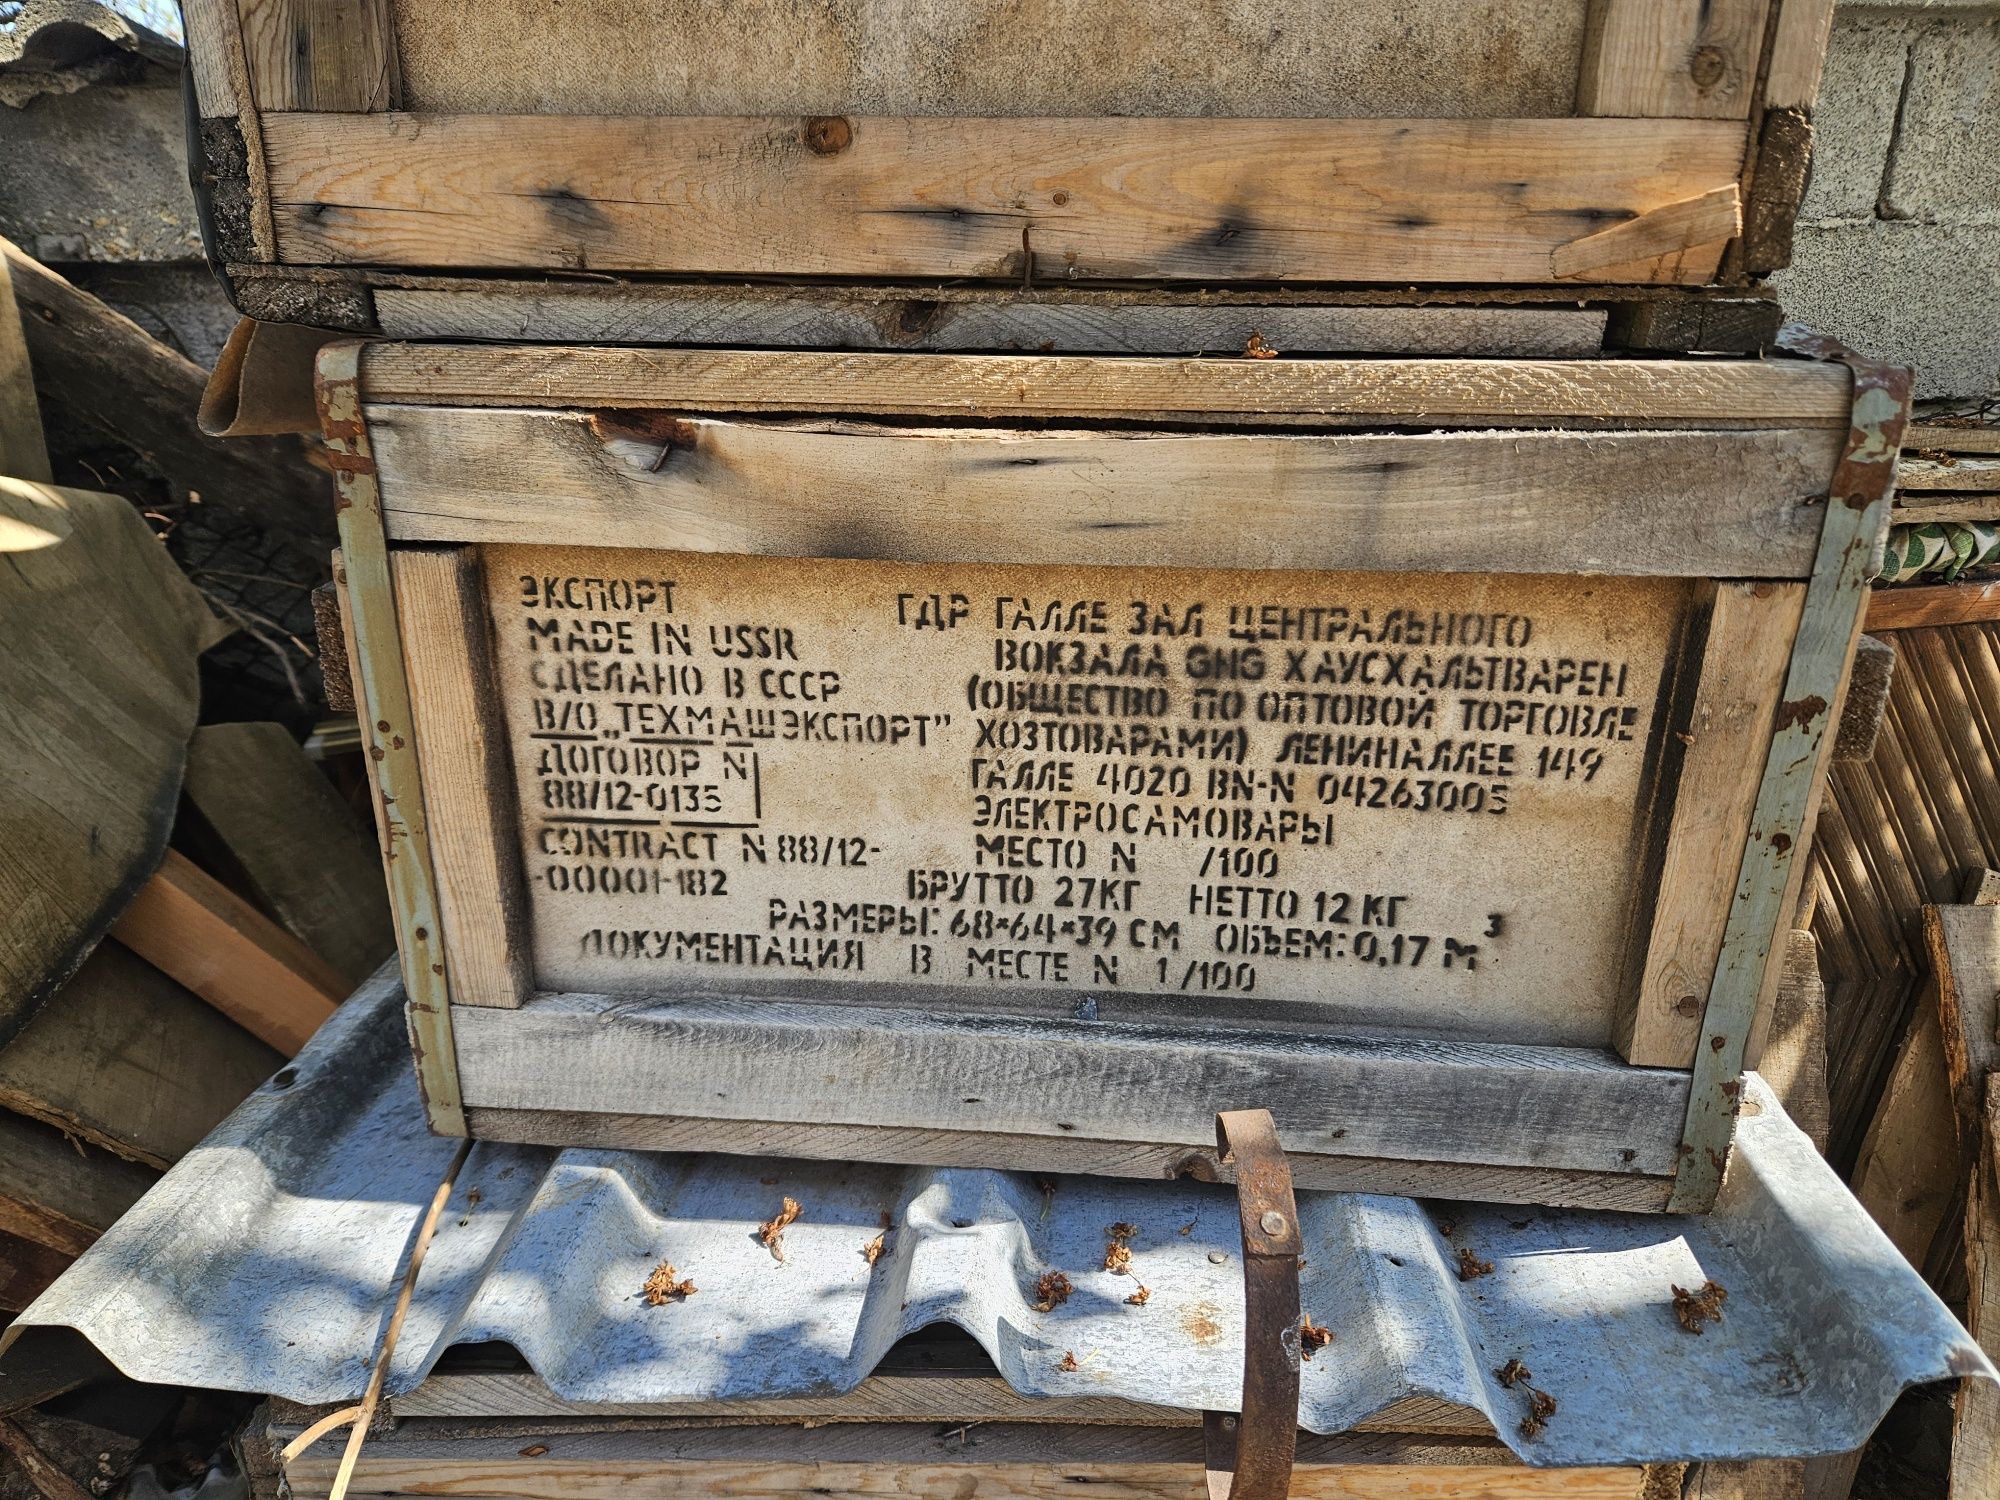 ЭКСПОРТ
MADE IN USSR
СДЕЛАНО В СССР
В/О „ТЕХМАШЭКСПОРТ”
ДОГОВОР N
88/12-0135
CONTRACT N 88/12-
-00001-182
ГДР ГАЛЛЕ ЗАЛ ЦЕНТРАЛЬНОГО
ВОКЗАЛА GHG ХАУСХАЛЬТВАРЕН
(ОБЩЕСТВО ПО ОПТОВОЙ ТОРГОВЛЕ
ХОЗТОВАРАМИ) ЛЕНИНАЛЛЕЕ 149
ГАЛЛЕ 4020 BN-N 04263005
ЭЛЕКТРОСАМОВАРЫ
МЕСТО N /100
БРУТТО 27КГ НЕТТО 12 КГ
РАЗМЕРЫ: 68*64*39 СМ ОБЪЕМ: 0,17 М³
ДОКУМЕНТАЦИЯ В МЕСТЕ N 1/100